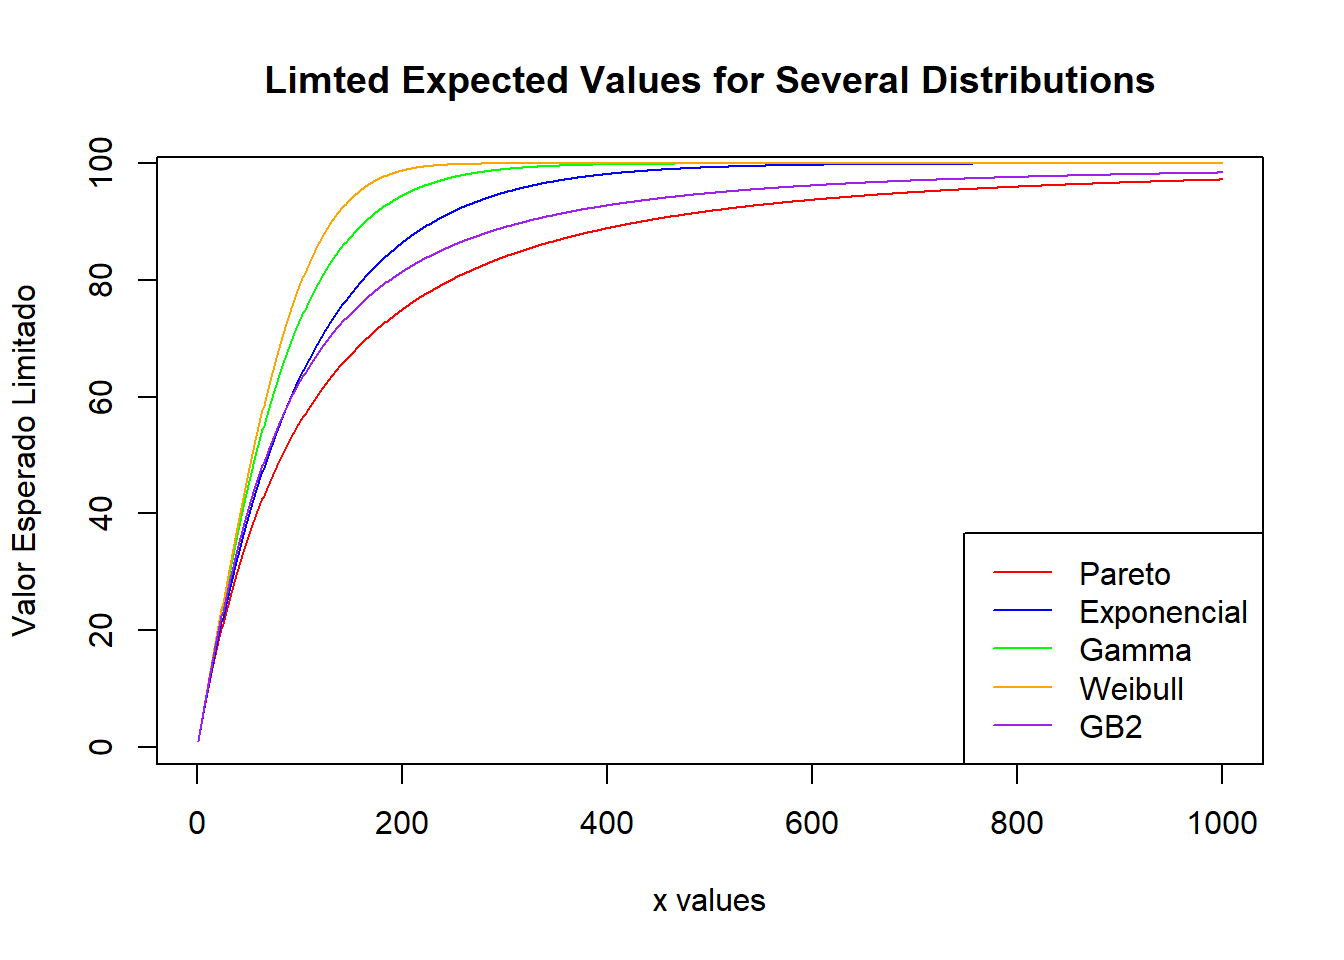 Limted Expected Values for Several Distributions
Valor Esperado Limitado
100
80
60
40
20
0
Pareto
Exponencial
Gamma
Weibull
GB2
0 200 400 600 800 1000
x values